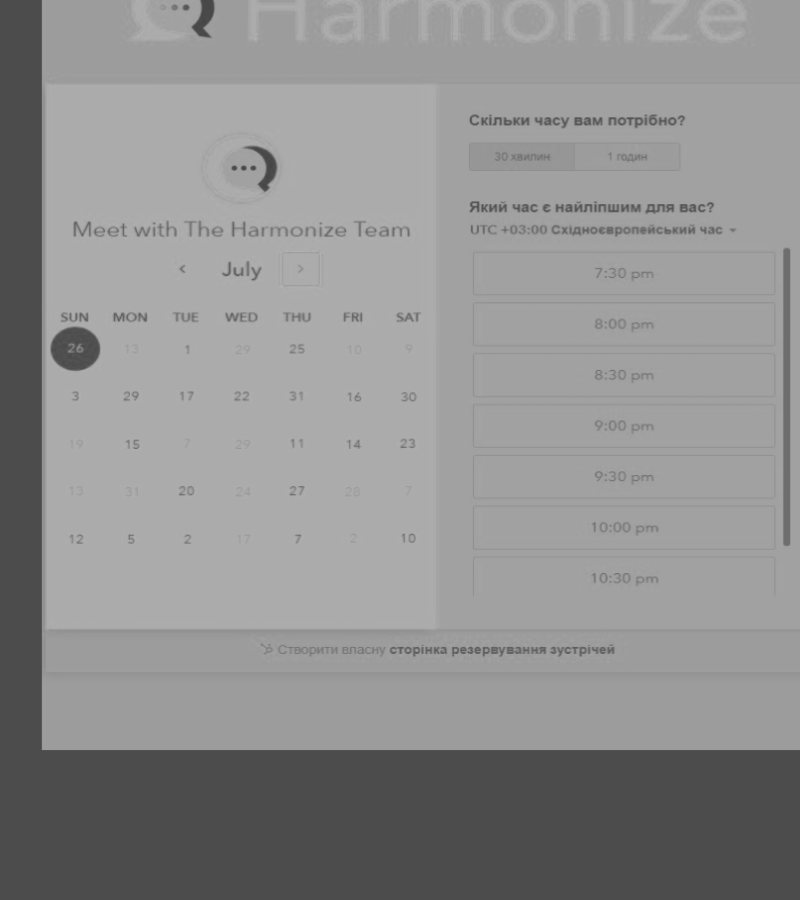 Harmonize
Meet with The Harmonize Team
July
SUN MON TUE WED THU FRI SAT
26 13 1 29 25 10 9
3 29 17 22 31 16 30
19 15 7 29 11 14 23
13 31 20 24 27 28 7
12 5 2 17 7 2 10
Скільки часу вам потрібно?
30 хвилин 1 годин
Який час є найліпшим для вас?
UTC +03:00 Східноєвропейський час
7:30 pm
8:00 pm
8:30 pm
9:00 pm
9:30 pm
10:00 pm
10:30 pm
Створити власну сторінка резервування зустрічей